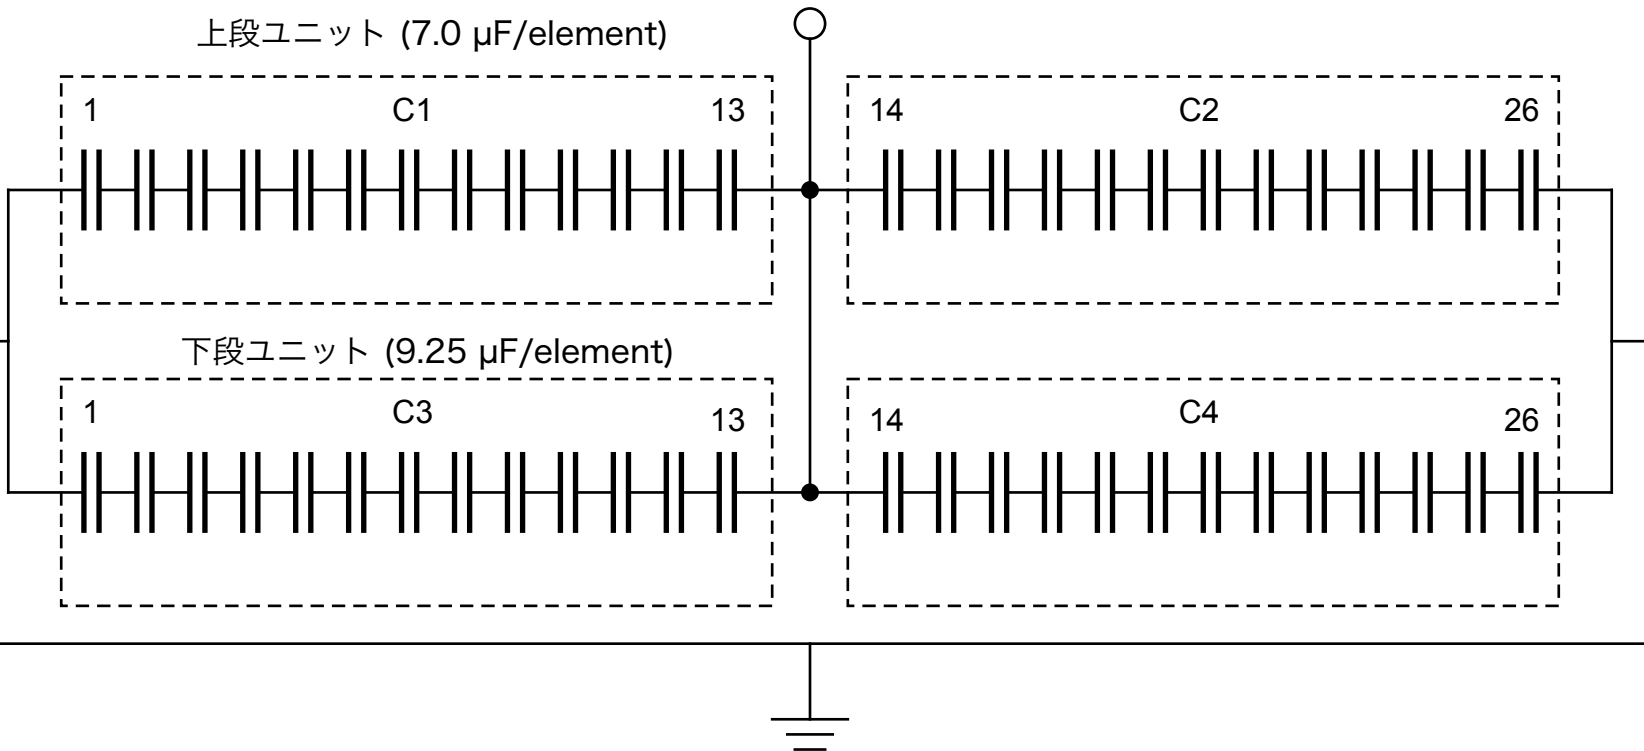 上段ユニット (7.0 µF/element)
1 C1 13 14 C2 26
下段ユニット (9.25 µF/element)
1 C3 13 14 C4 26